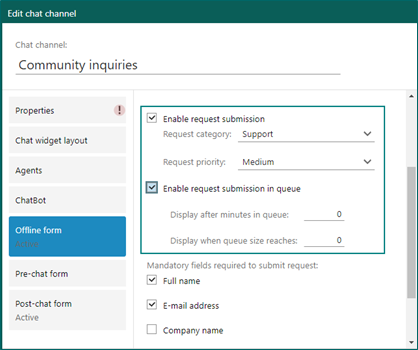 Edit chat channel
Chat channel:
Community inquiries
Properties
Chat widget layout
Agents
ChatBot
Offline form
Active
Pre-chat form
Post-chat form
Active
Enable request submission
Request category: Support
Request priority: Medium
Enable request submission in queue
Display after minutes in queue: 0
Display when queue size reaches: 0
Mandatory fields required to submit request:
Full name
E-mail address
Company name